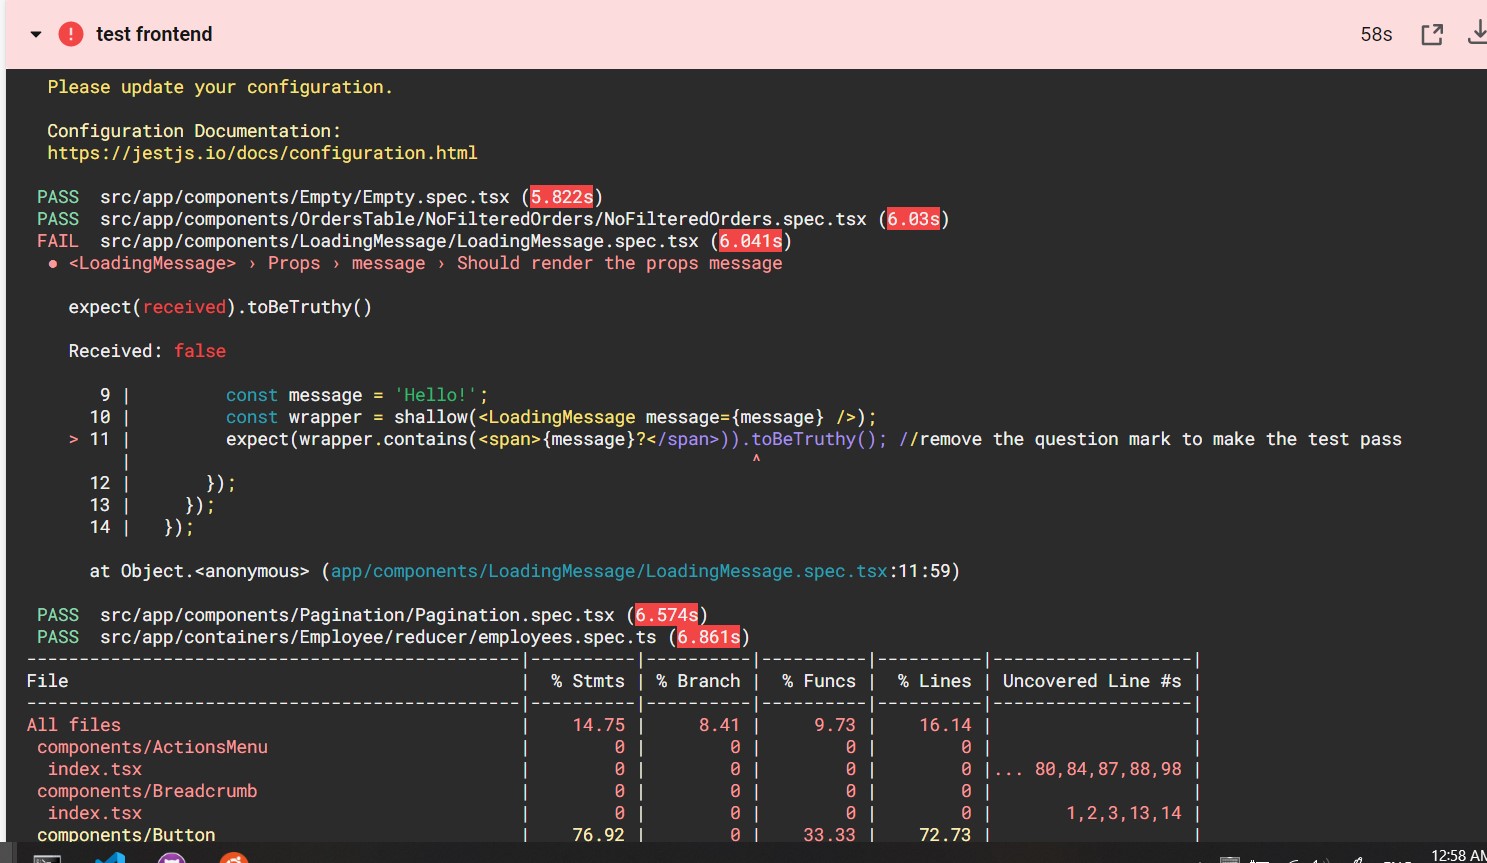 test frontend 58s
Please update your configuration.
Configuration Documentation:
https://jestjs.io/docs/configuration.html
PASS src/app/components/Empty/Empty.spec.tsx (5.822s)
PASS src/app/components/OrdersTable/NoFilteredOrders/NoFilteredOrders.spec.tsx (6.03s)
FAIL src/app/components/LoadingMessage/LoadingMessage.spec.tsx (6.041s)
● <LoadingMessage> › Props › message › Should render the props message
expect(received).toBeTruthy()
Received: false
9 | const message = 'Hello!';
10 | const wrapper = shallow(<LoadingMessage message={message} />);
> 11 | expect(wrapper.contains(<span>{message}?</span>)).toBeTruthy(); //remove the question mark to make the test pass
| ^
12 | });
13 | });
14 | });
at Object.<anonymous> (app/components/LoadingMessage/LoadingMessage.spec.tsx:11:59)
PASS src/app/components/Pagination/Pagination.spec.tsx (6.574s)
PASS src/app/containers/Employee/reducer/employees.spec.ts (6.861s)
-----------------------------------------------|----------|----------|----------|----------|-------------------|
File | % Stmts | % Branch | % Funcs | % Lines | Uncovered Line #s |
-----------------------------------------------|----------|----------|----------|----------|-------------------|
All files | 14.75 | 8.41 | 9.73 | 16.14 | |
components/ActionsMenu | 0 | 0 | 0 | 0 | |
index.tsx | 0 | 0 | 0 | 0 |... 80,84,87,88,98 |
components/Breadcrumb | 0 | 0 | 0 | 0 | |
index.tsx | 0 | 0 | 0 | 0 | 1,2,3,13,14 |
components/Button | 76.92 | 0 | 33.33 | 72.73 | |
12:58 AM